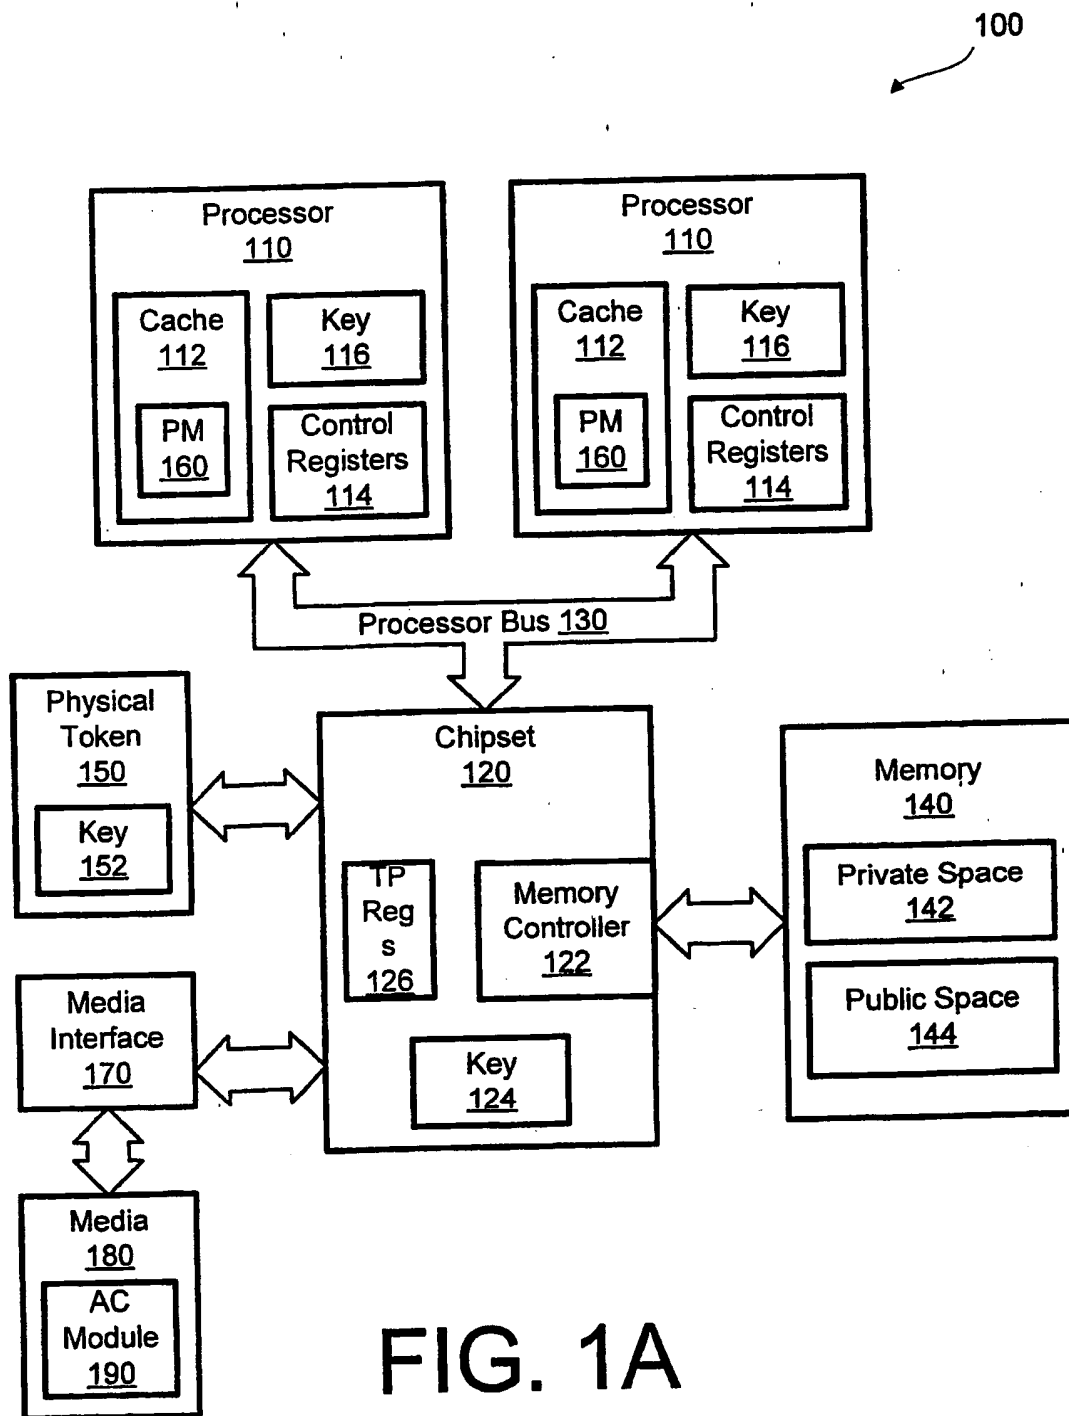 100
Processor
110
Cache
112
PM
160
Key
116
Control
Registers
114
Processor
110
Cache
112
PM
160
Key
116
Control
Registers
114
Processor Bus 130
Physical
Token
150
Key
152
Chipset
120
TP
Reg
s
126
Memory
Controller
122
Key
124
Memory
140
Private Space
142
Public Space
144
Media
Interface
170
Media
180
AC
Module
190
FIG. 1A